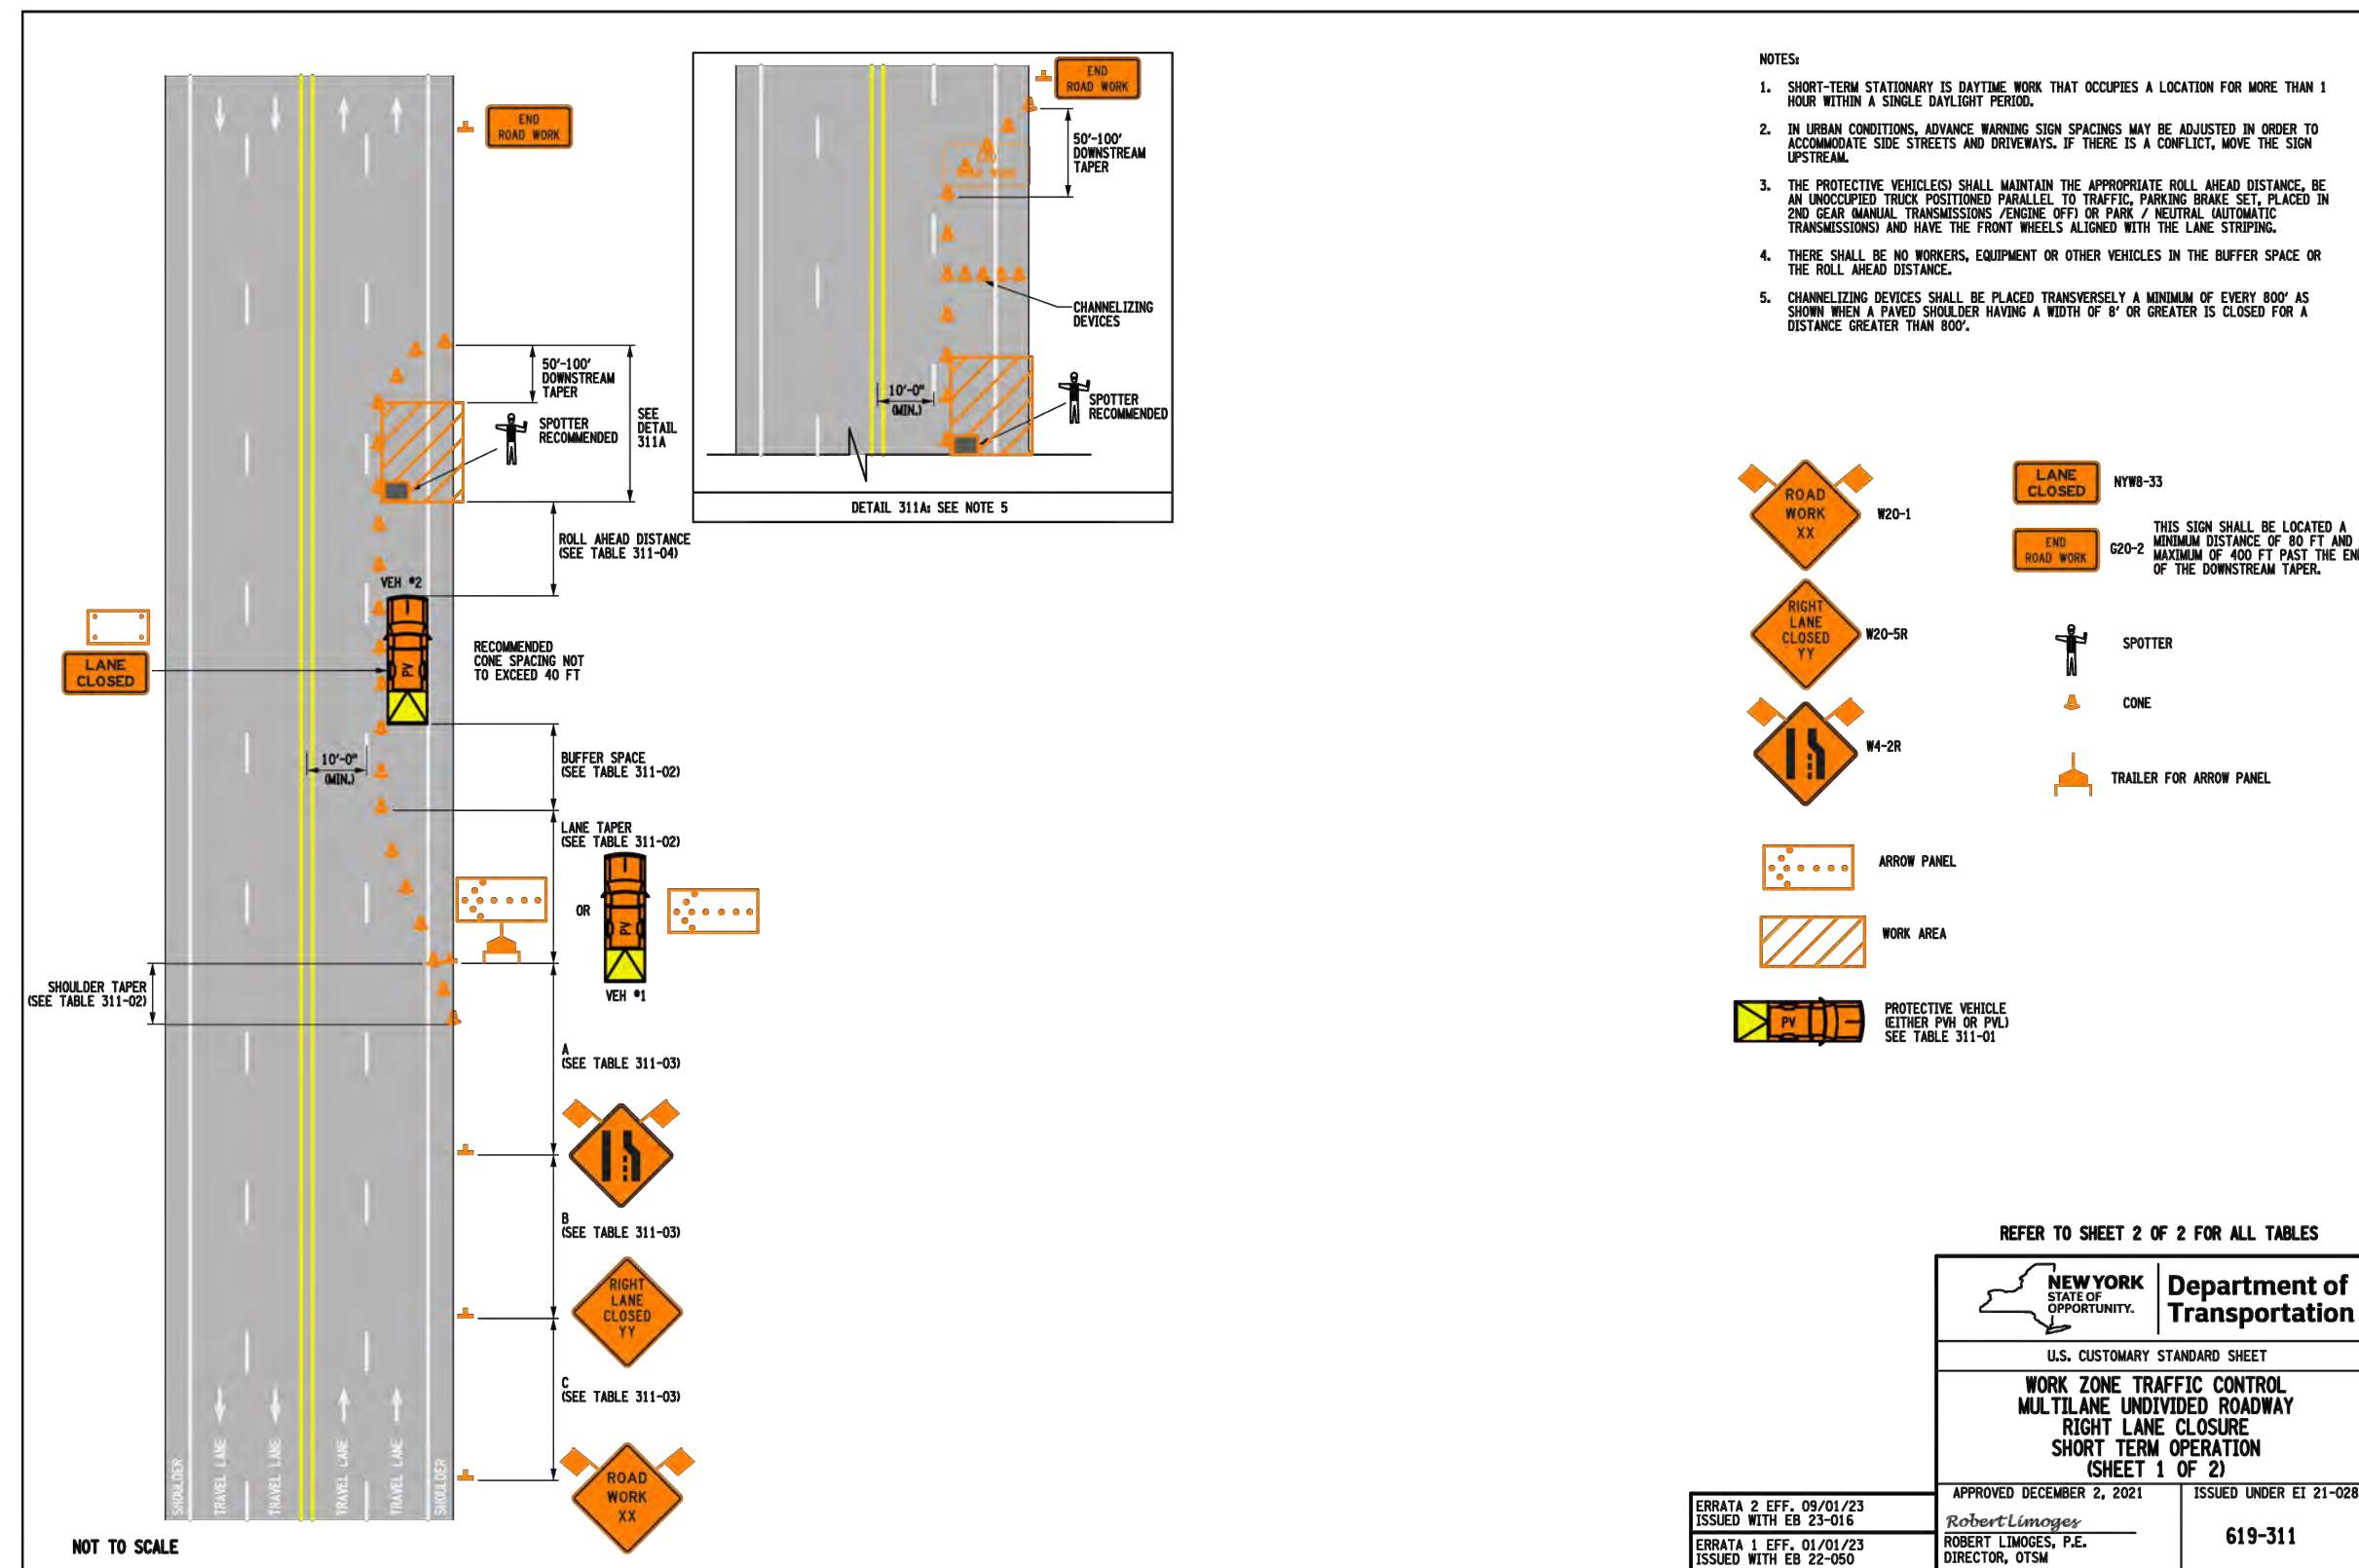 END
ROAD WORK
50'-100'
DOWNSTREAM
TAPER
SPOTTER
RECOMMENDED
SEE
DETAIL
311A
ROLL AHEAD DISTANCE
(SEE TABLE 311-04)
VEH #2
LANE
CLOSED
PV
RECOMMENDED
CONE SPACING NOT
TO EXCEED 40 FT
10'-0"
(MIN.)
BUFFER SPACE
(SEE TABLE 311-02)
LANE TAPER
(SEE TABLE 311-02)
OR
PV
VEH #1
SHOULDER TAPER
(SEE TABLE 311-02)
A
(SEE TABLE 311-03)
B
(SEE TABLE 311-03)
RIGHT
LANE
CLOSED
YY
C
(SEE TABLE 311-03)
ROAD
WORK
XX
SHOULDER
TRAVEL LANE
TRAVEL LANE
TRAVEL LANE
TRAVEL LANE
SHOULDER
NOT TO SCALE
END
ROAD WORK
50'-100'
DOWNSTREAM
TAPER
CHANNELIZING
DEVICES
10'-0"
(MIN.)
SPOTTER
RECOMMENDED
DETAIL 311A: SEE NOTE 5
NOTES:
1. SHORT-TERM STATIONARY IS DAYTIME WORK THAT OCCUPIES A LOCATION FOR MORE THAN 1
HOUR WITHIN A SINGLE DAYLIGHT PERIOD.
2. IN URBAN CONDITIONS, ADVANCE WARNING SIGN SPACINGS MAY BE ADJUSTED IN ORDER TO
ACCOMMODATE SIDE STREETS AND DRIVEWAYS. IF THERE IS A CONFLICT, MOVE THE SIGN
UPSTREAM.
3. THE PROTECTIVE VEHICLE(S) SHALL MAINTAIN THE APPROPRIATE ROLL AHEAD DISTANCE, BE
AN UNOCCUPIED TRUCK POSITIONED PARALLEL TO TRAFFIC, PARKING BRAKE SET, PLACED IN
2ND GEAR (MANUAL TRANSMISSIONS /ENGINE OFF) OR PARK / NEUTRAL (AUTOMATIC
TRANSMISSIONS) AND HAVE THE FRONT WHEELS ALIGNED WITH THE LANE STRIPING.
4. THERE SHALL BE NO WORKERS, EQUIPMENT OR OTHER VEHICLES IN THE BUFFER SPACE OR
THE ROLL AHEAD DISTANCE.
5. CHANNELIZING DEVICES SHALL BE PLACED TRANSVERSELY A MINIMUM OF EVERY 800' AS
SHOWN WHEN A PAVED SHOULDER HAVING A WIDTH OF 8' OR GREATER IS CLOSED FOR A
DISTANCE GREATER THAN 800'.
ROAD
WORK
XX
W20-1
RIGHT
LANE
CLOSED
YY
W20-5R
W4-2R
ARROW PANEL
WORK AREA
PV
PROTECTIVE VEHICLE
(EITHER PVH OR PVL)
SEE TABLE 311-01
LANE
CLOSED
NYW8-33
END
ROAD WORK
G20-2
THIS SIGN SHALL BE LOCATED A
MINIMUM DISTANCE OF 80 FT AND
MAXIMUM OF 400 FT PAST THE
OF THE DOWNSTREAM TAPER.
SPOTTER
CONE
TRAILER FOR ARROW PANEL
REFER TO SHEET 2 OF 2 FOR ALL TABLES
NEW YORK
STATE OF
OPPORTUNITY.
Department of
Transportation
U.S. CUSTOMARY STANDARD SHEET
WORK ZONE TRAFFIC CONTROL
MULTILANE UNDIVIDED ROADWAY
RIGHT LANE CLOSURE
SHORT TERM OPERATION
(SHEET 1 OF 2)
APPROVED DECEMBER 2, 2021
ISSUED UNDER EI 21-028
Robert Limoges
ROBERT LIMOGES, P.E.
DIRECTOR, OTSM
619-311
ERRATA 2 EFF. 09/01/23
ISSUED WITH EB 23-016
ERRATA 1 EFF. 01/01/23
ISSUED WITH EB 22-050